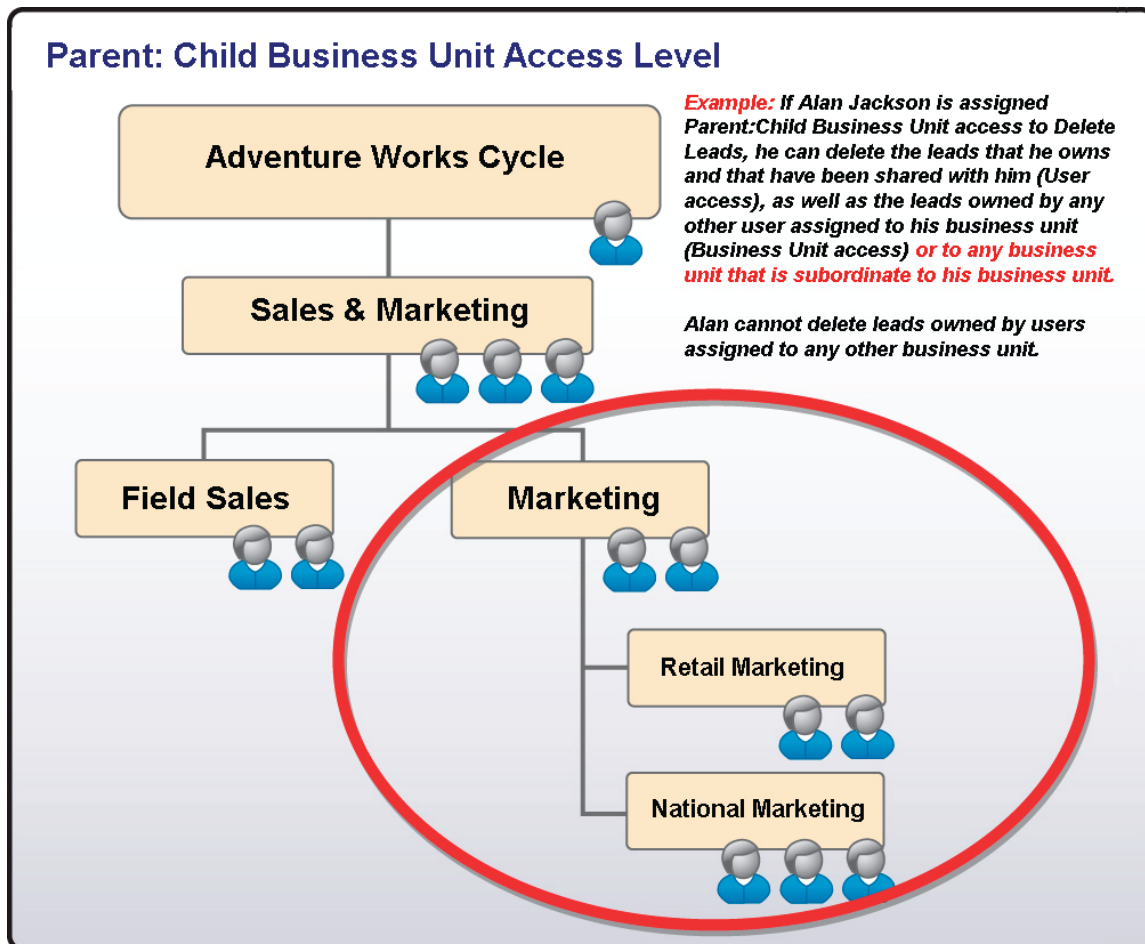 Parent: Child Business Unit Access Level
Example: If Alan Jackson is assigned
Parent:Child Business Unit access to Delete
Leads, he can delete the leads that he owns
and that have been shared with him (User
access), as well as the leads owned by any
other user assigned to his business unit
(Business Unit access) or to any business
unit that is subordinate to his business unit.
Alan cannot delete leads owned by users
assigned to any other business unit.
Adventure Works Cycle
Sales & Marketing
Field Sales
Marketing
Retail Marketing
National Marketing